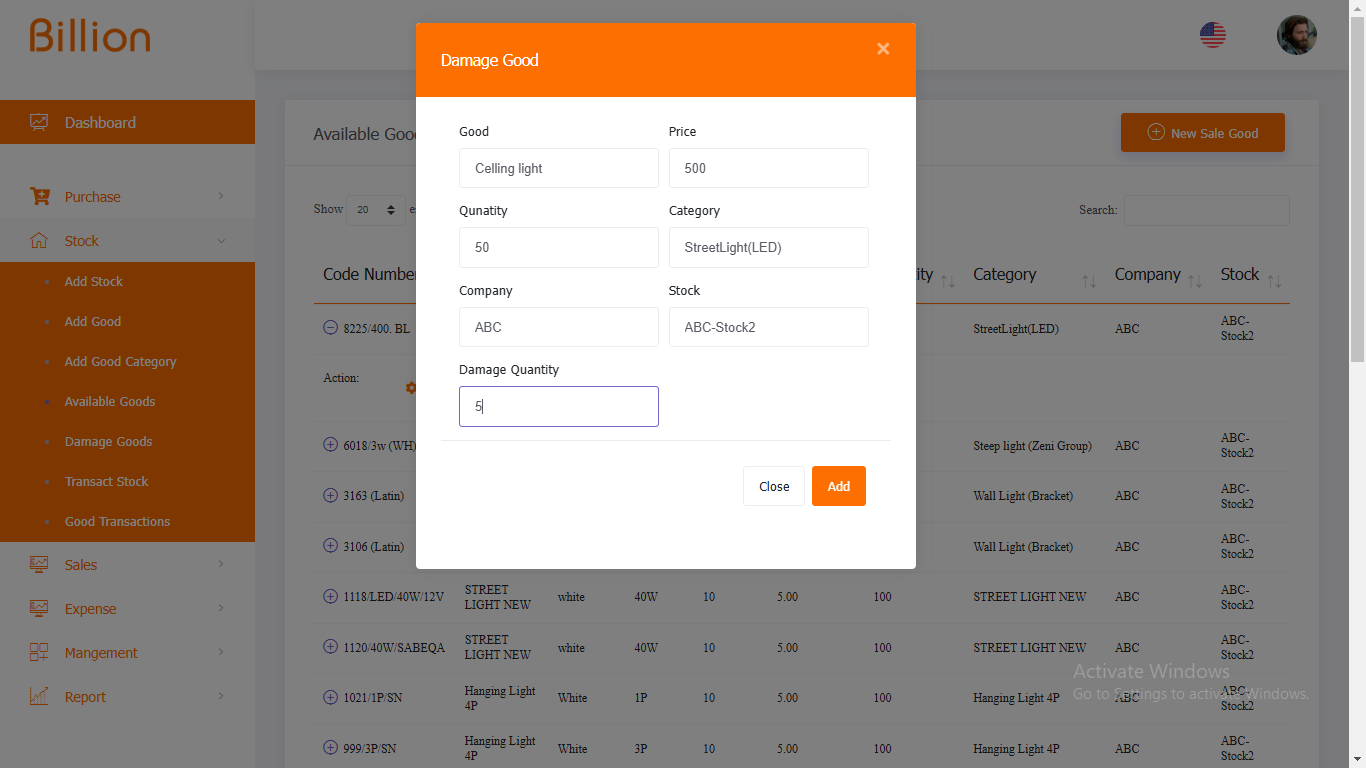 Billion
Dashboard
Purchase
Stock
Add Stock
Add Good
Add Good Category
Available Goods
Damage Goods
Transact Stock
Good Transactions
Sales
Expense
Mangement
Report
Available
New Sale Good
Show 20
Search:
Code Number Category Company Stock
8225/400. BL StreetLight(LED) ABC ABC-
Stock2
Action:
6018/3w (WH) Steep light (Zeni Group) ABC ABC-
Stock2
3163 (Latin) Wall Light (Bracket) ABC ABC-
Stock2
3106 (Latin) Wall Light (Bracket) ABC ABC-
Stock2
1118/LED/40W/12V STREET
LIGHT NEW white 40W 10 5.00 100 STREET LIGHT NEW ABC ABC-
Stock2
1120/40W/SABEQA STREET
LIGHT NEW white 40W 10 5.00 100 STREET LIGHT NEW ABC ABC-
Stock2
1021/1P/SN Hanging Light
4P White 1P 10 5.00 100 Hanging Light 4P ABC ABC-
Stock2
999/3P/SN Hanging Light
4P White 3P 10 5.00 100 Hanging Light 4P ABC ABC-
Stock2
Damage Good
×
Good Price
Celling light 500
Qunatity Category
50 StreetLight(LED)
Company Stock
ABC ABC-Stock2
Damage Quantity
5
Close Add
Activate Windows
Go to Settings to activate Windows.